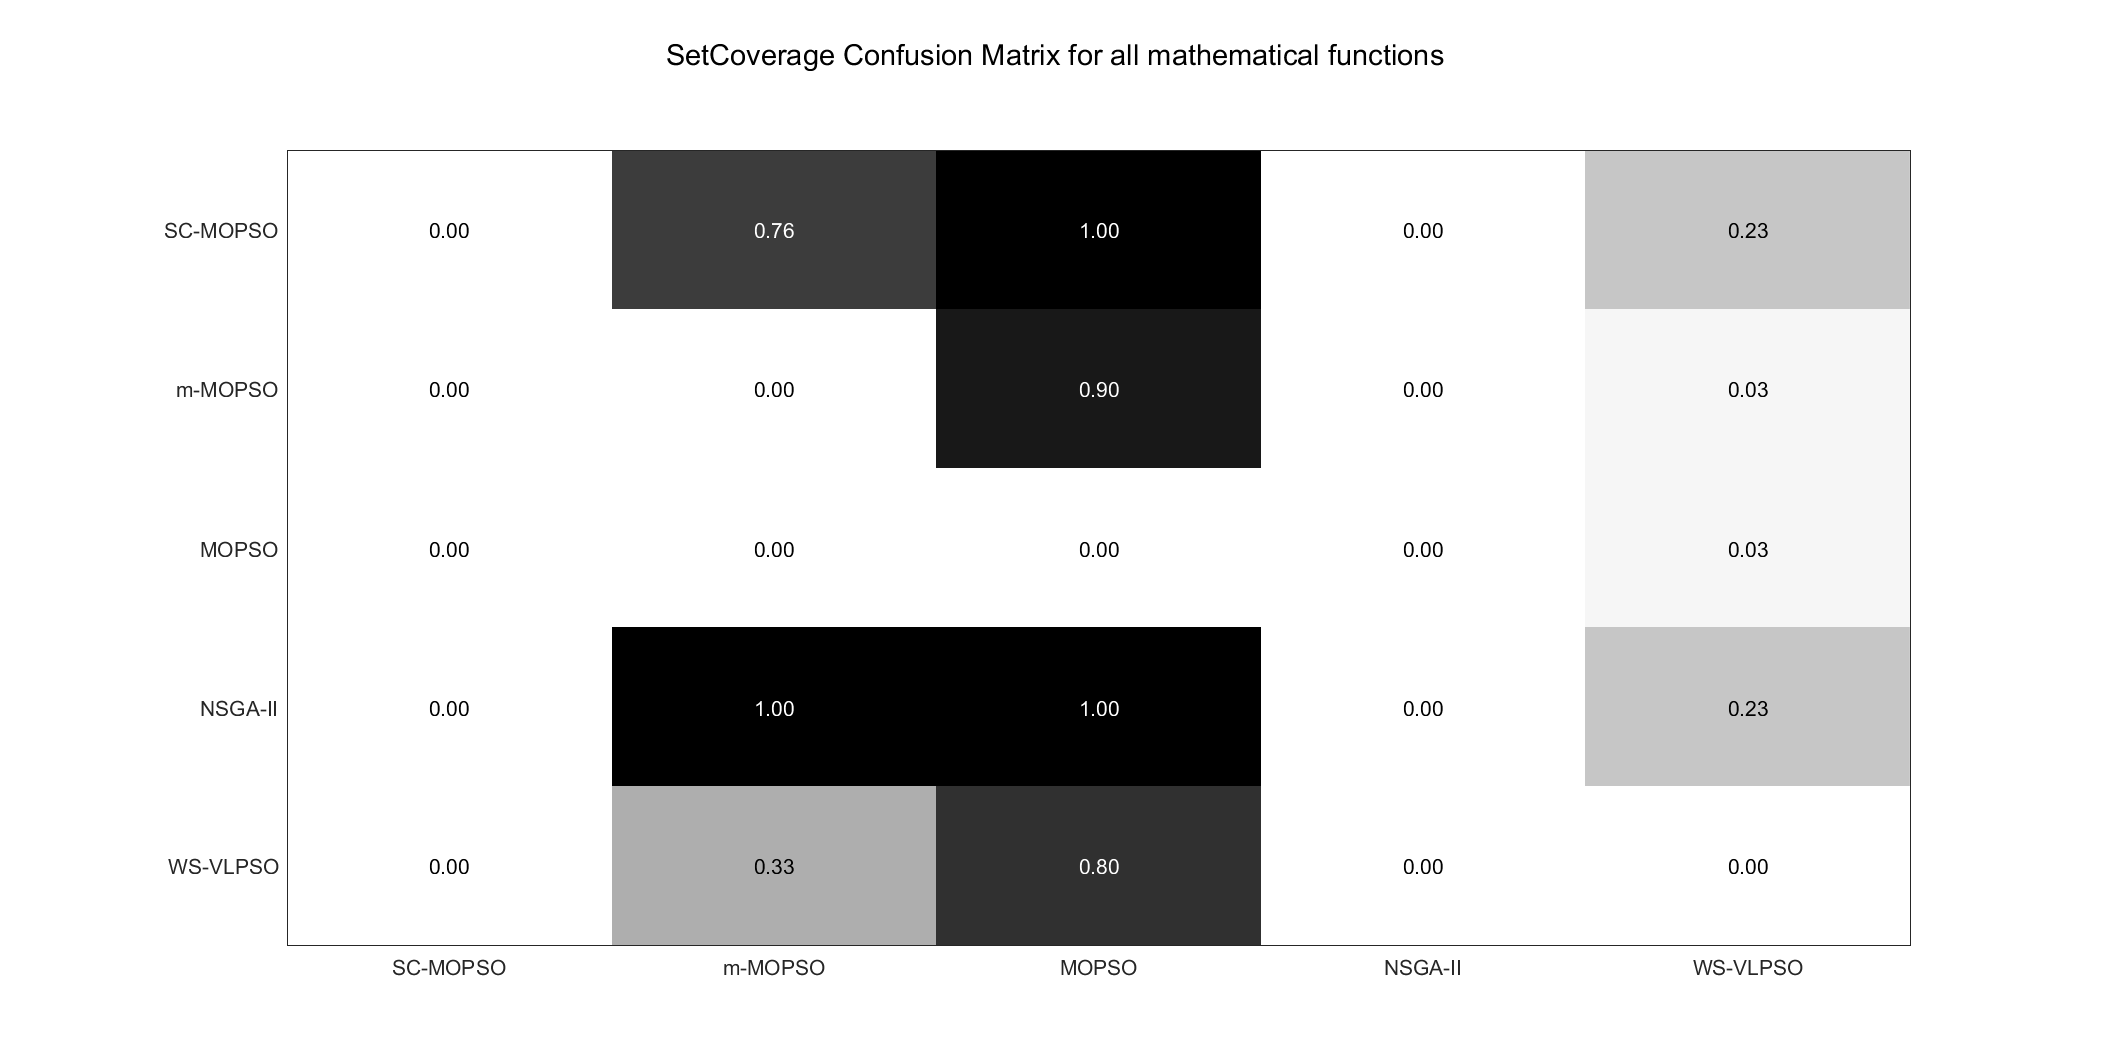 SetCoverage Confusion Matrix for all mathematical functions
SC-MOPSO 0.00 0.76 1.00 0.00 0.23
m-MOPSO 0.00 0.00 0.90 0.00 0.03
MOPSO 0.00 0.00 0.00 0.00 0.03
NSGA-II 0.00 1.00 1.00 0.00 0.23
WS-VLPSO 0.00 0.33 0.80 0.00 0.00
SC-MOPSO m-MOPSO MOPSO NSGA-II WS-VLPSO